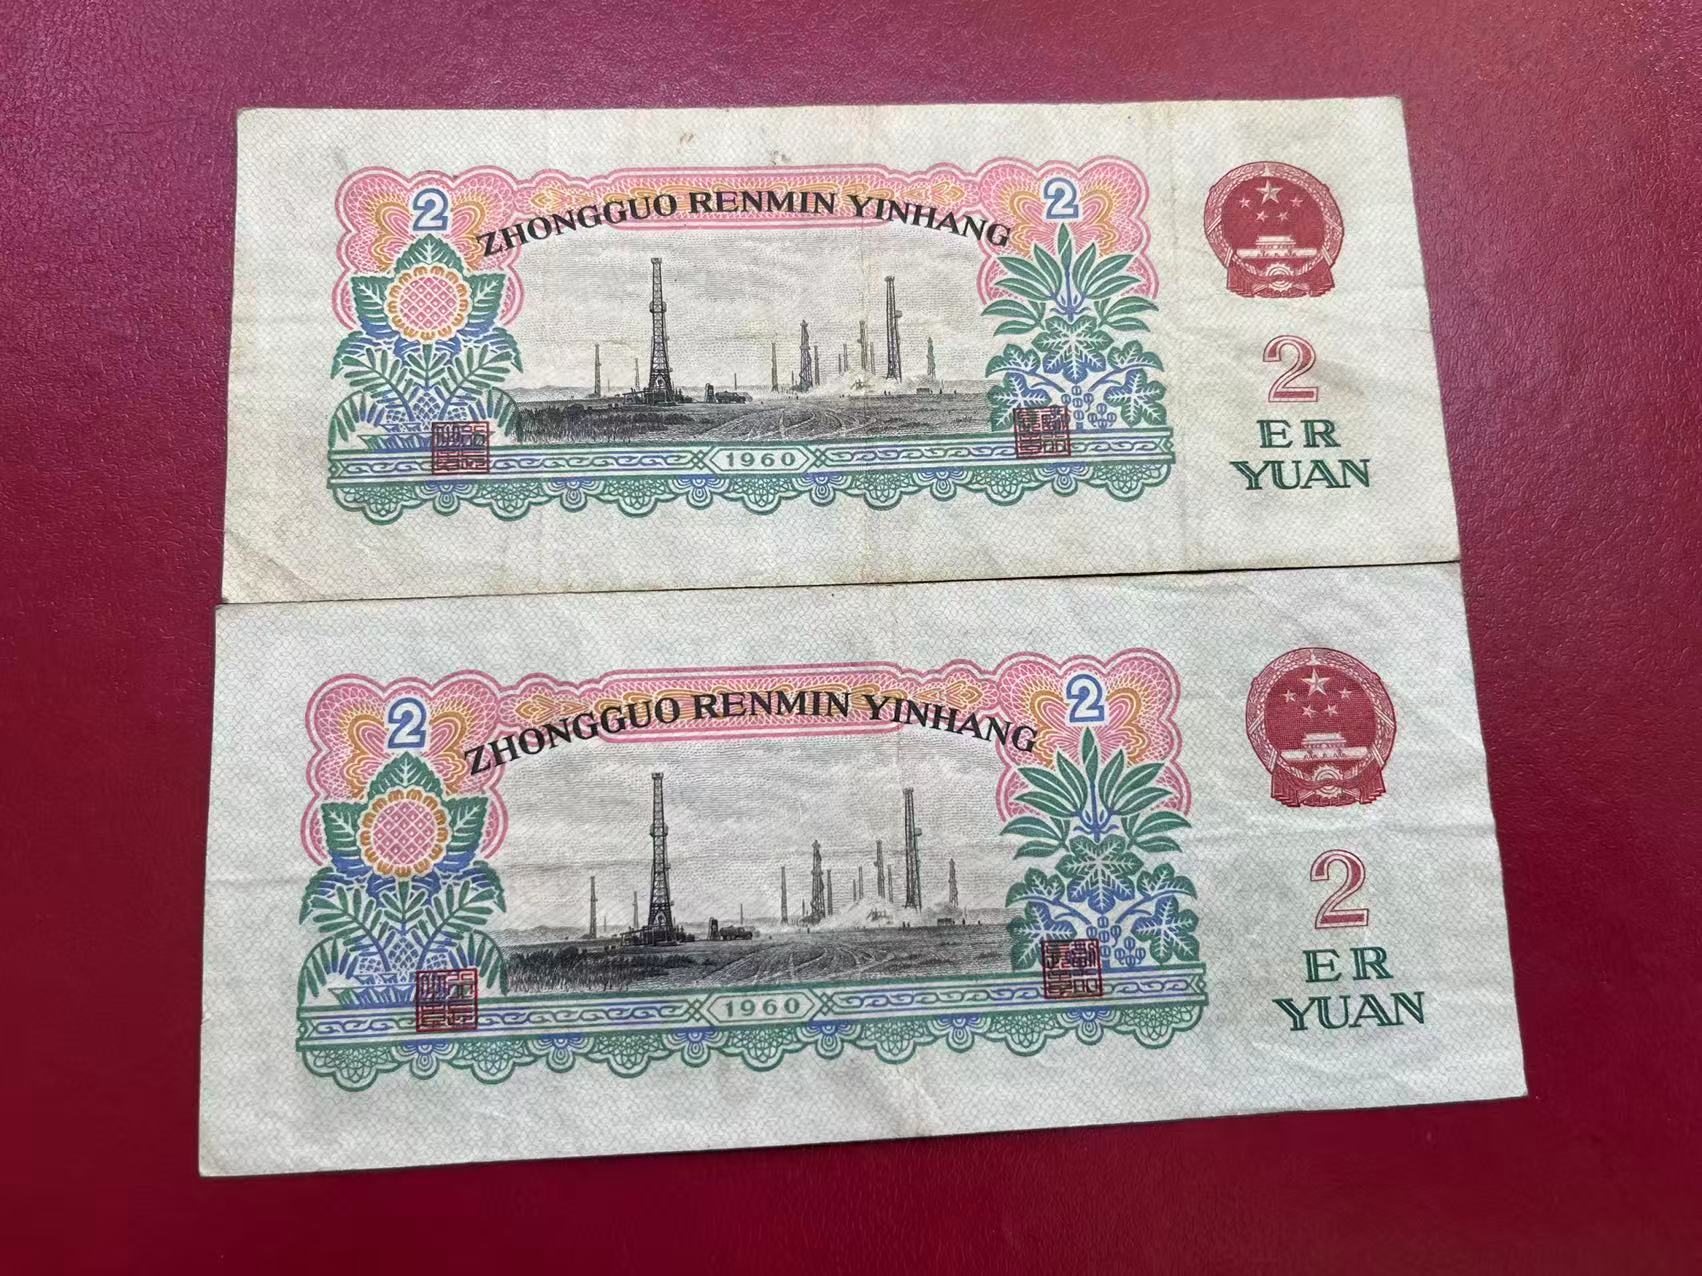 2 ZHONGGUO RENMIN YINHANG 2
2
ER
YUAN
1960
2 ZHONGGUO RENMIN YINHANG 2
2
ER
YUAN
1960